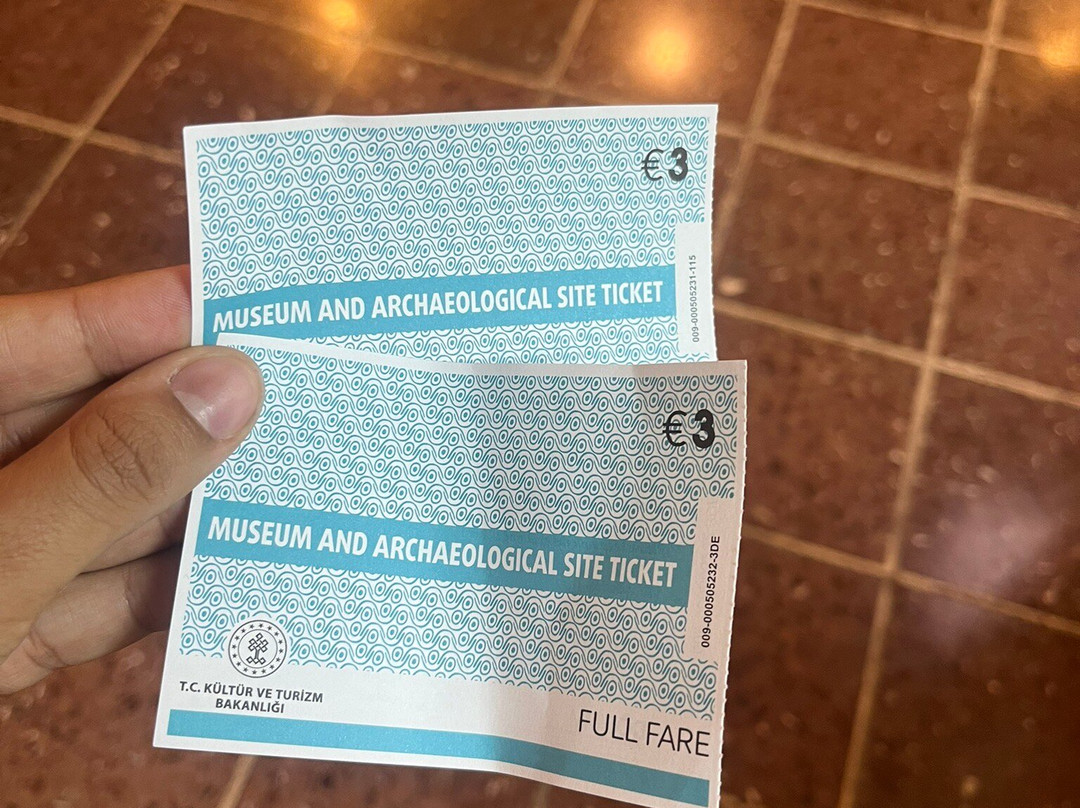 €3
MUSEUM AND ARCHAEOLOGICAL SITE TICKET
009-000505231-115
€3
MUSEUM AND ARCHAEOLOGICAL SITE TICKET
009-000505232-3DE
T.C. KÜLTÜR VE TURİZM
BAKANLIĞI
FULL FARE